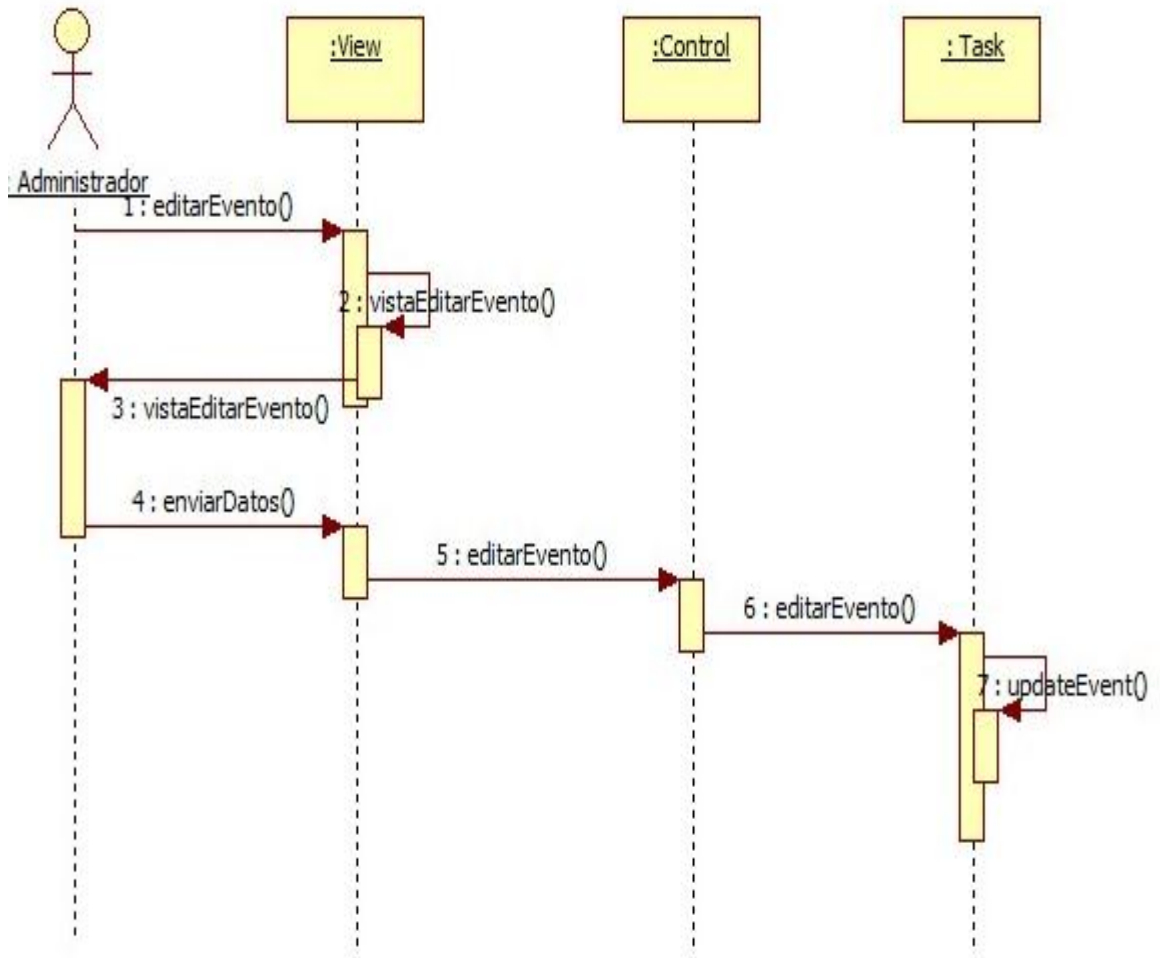 :View
:Control
: Task
: Administrador
1 : editarEvento()
2 : vistaEditarEvento()
3 : vistaEditarEvento()
4 : enviarDatos()
5 : editarEvento()
6 : editarEvento()
7 : updateEvent()